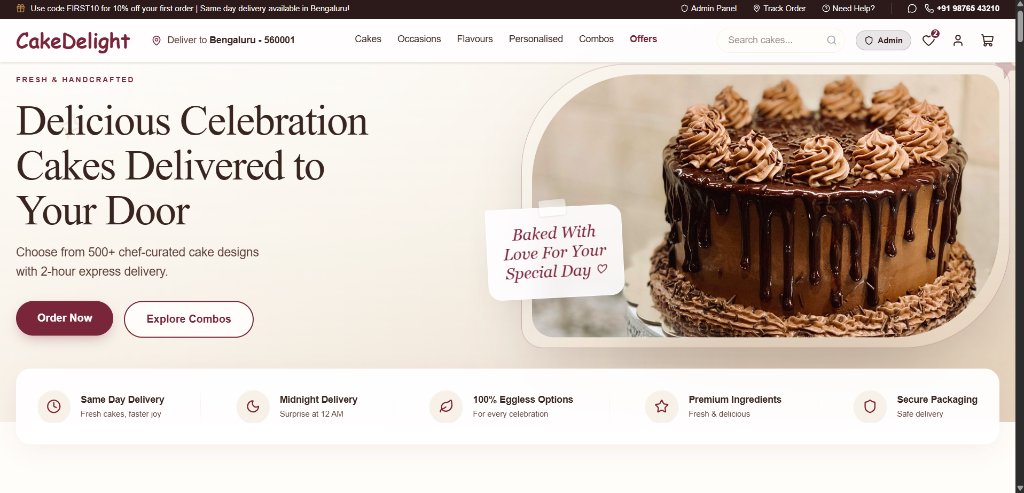 Use code FIRST10 for 10% off your first order | Same day delivery available in Bengaluru!
Admin Panel
Track Order
Need Help?
+91 98765 43210
CakeDelight
Deliver to Bengaluru - 560001
Cakes
Occasions
Flavours
Personalised
Combos
Offers
Search cakes...
Admin
2
FRESH & HANDCRAFTED
Delicious Celebration
Cakes Delivered to
Your Door
Choose from 500+ chef-curated cake designs
with 2-hour express delivery.
Order Now
Explore Combos
Baked With
Love For Your
Special Day ♡
Same Day Delivery
Fresh cakes, faster joy
Midnight Delivery
Surprise at 12 AM
100% Eggless Options
For every celebration
Premium Ingredients
Fresh & delicious
Secure Packaging
Safe delivery